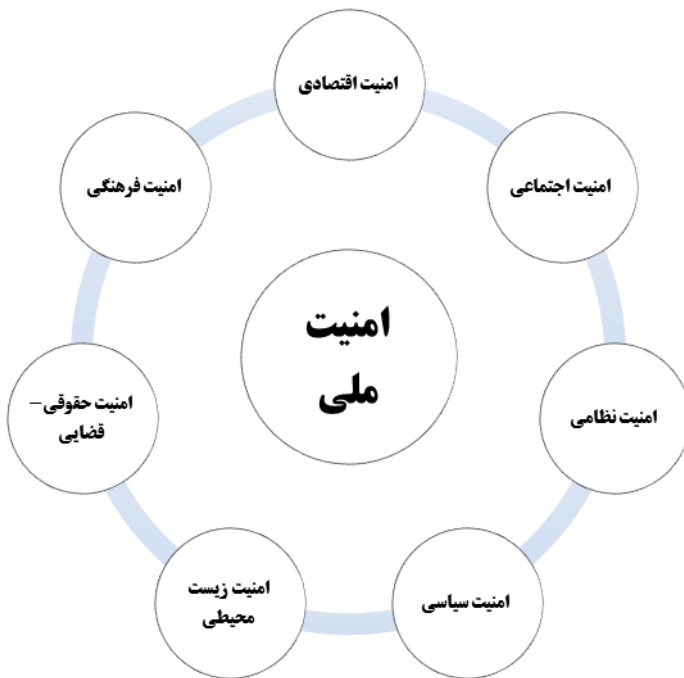 امنیت اقتصادی
امنیت اجتماعی
امنیت فرهنگی
امنیت
ملی
امنیت نظامی
امنیت حقوقی–
قضایی
امنیت سیاسی
امنیت زیست
محیطی